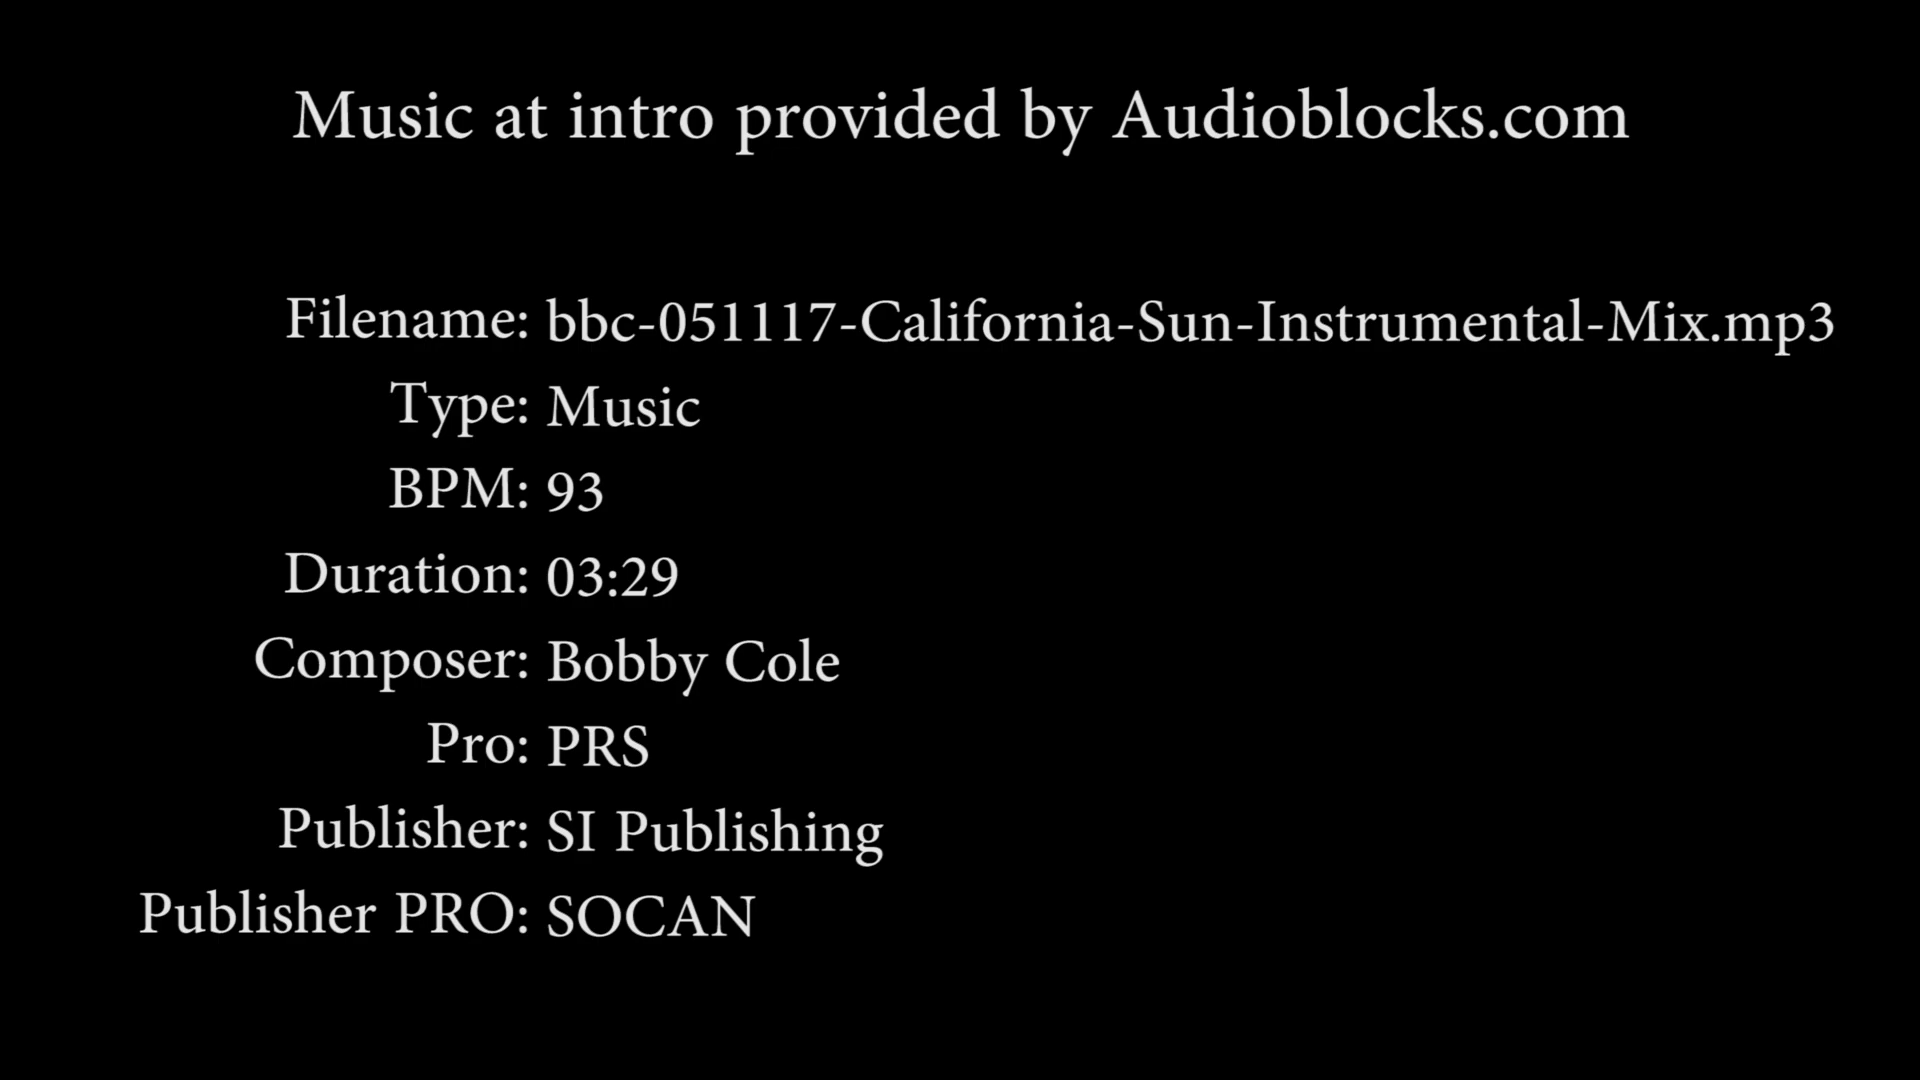 Music at intro provided by Audioblocks.com
Filename: bbc-051117-California-Sun-Instrumental-Mix.mp3
Type: Music
BPM: 93
Duration: 03:29
Composer: Bobby Cole
Pro: PRS
Publisher: SI Publishing
Publisher PRO: SOCAN